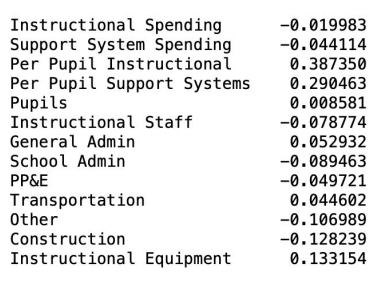 Instructional Spending -0.019983
Support System Spending -0.044114
Per Pupil Instructional 0.387350
Per Pupil Support Systems 0.290463
Pupils 0.008581
Instructional Staff -0.078774
General Admin 0.052932
School Admin -0.089463
PP&E -0.049721
Transportation 0.044602
Other -0.106989
Construction -0.128239
Instructional Equipment 0.133154